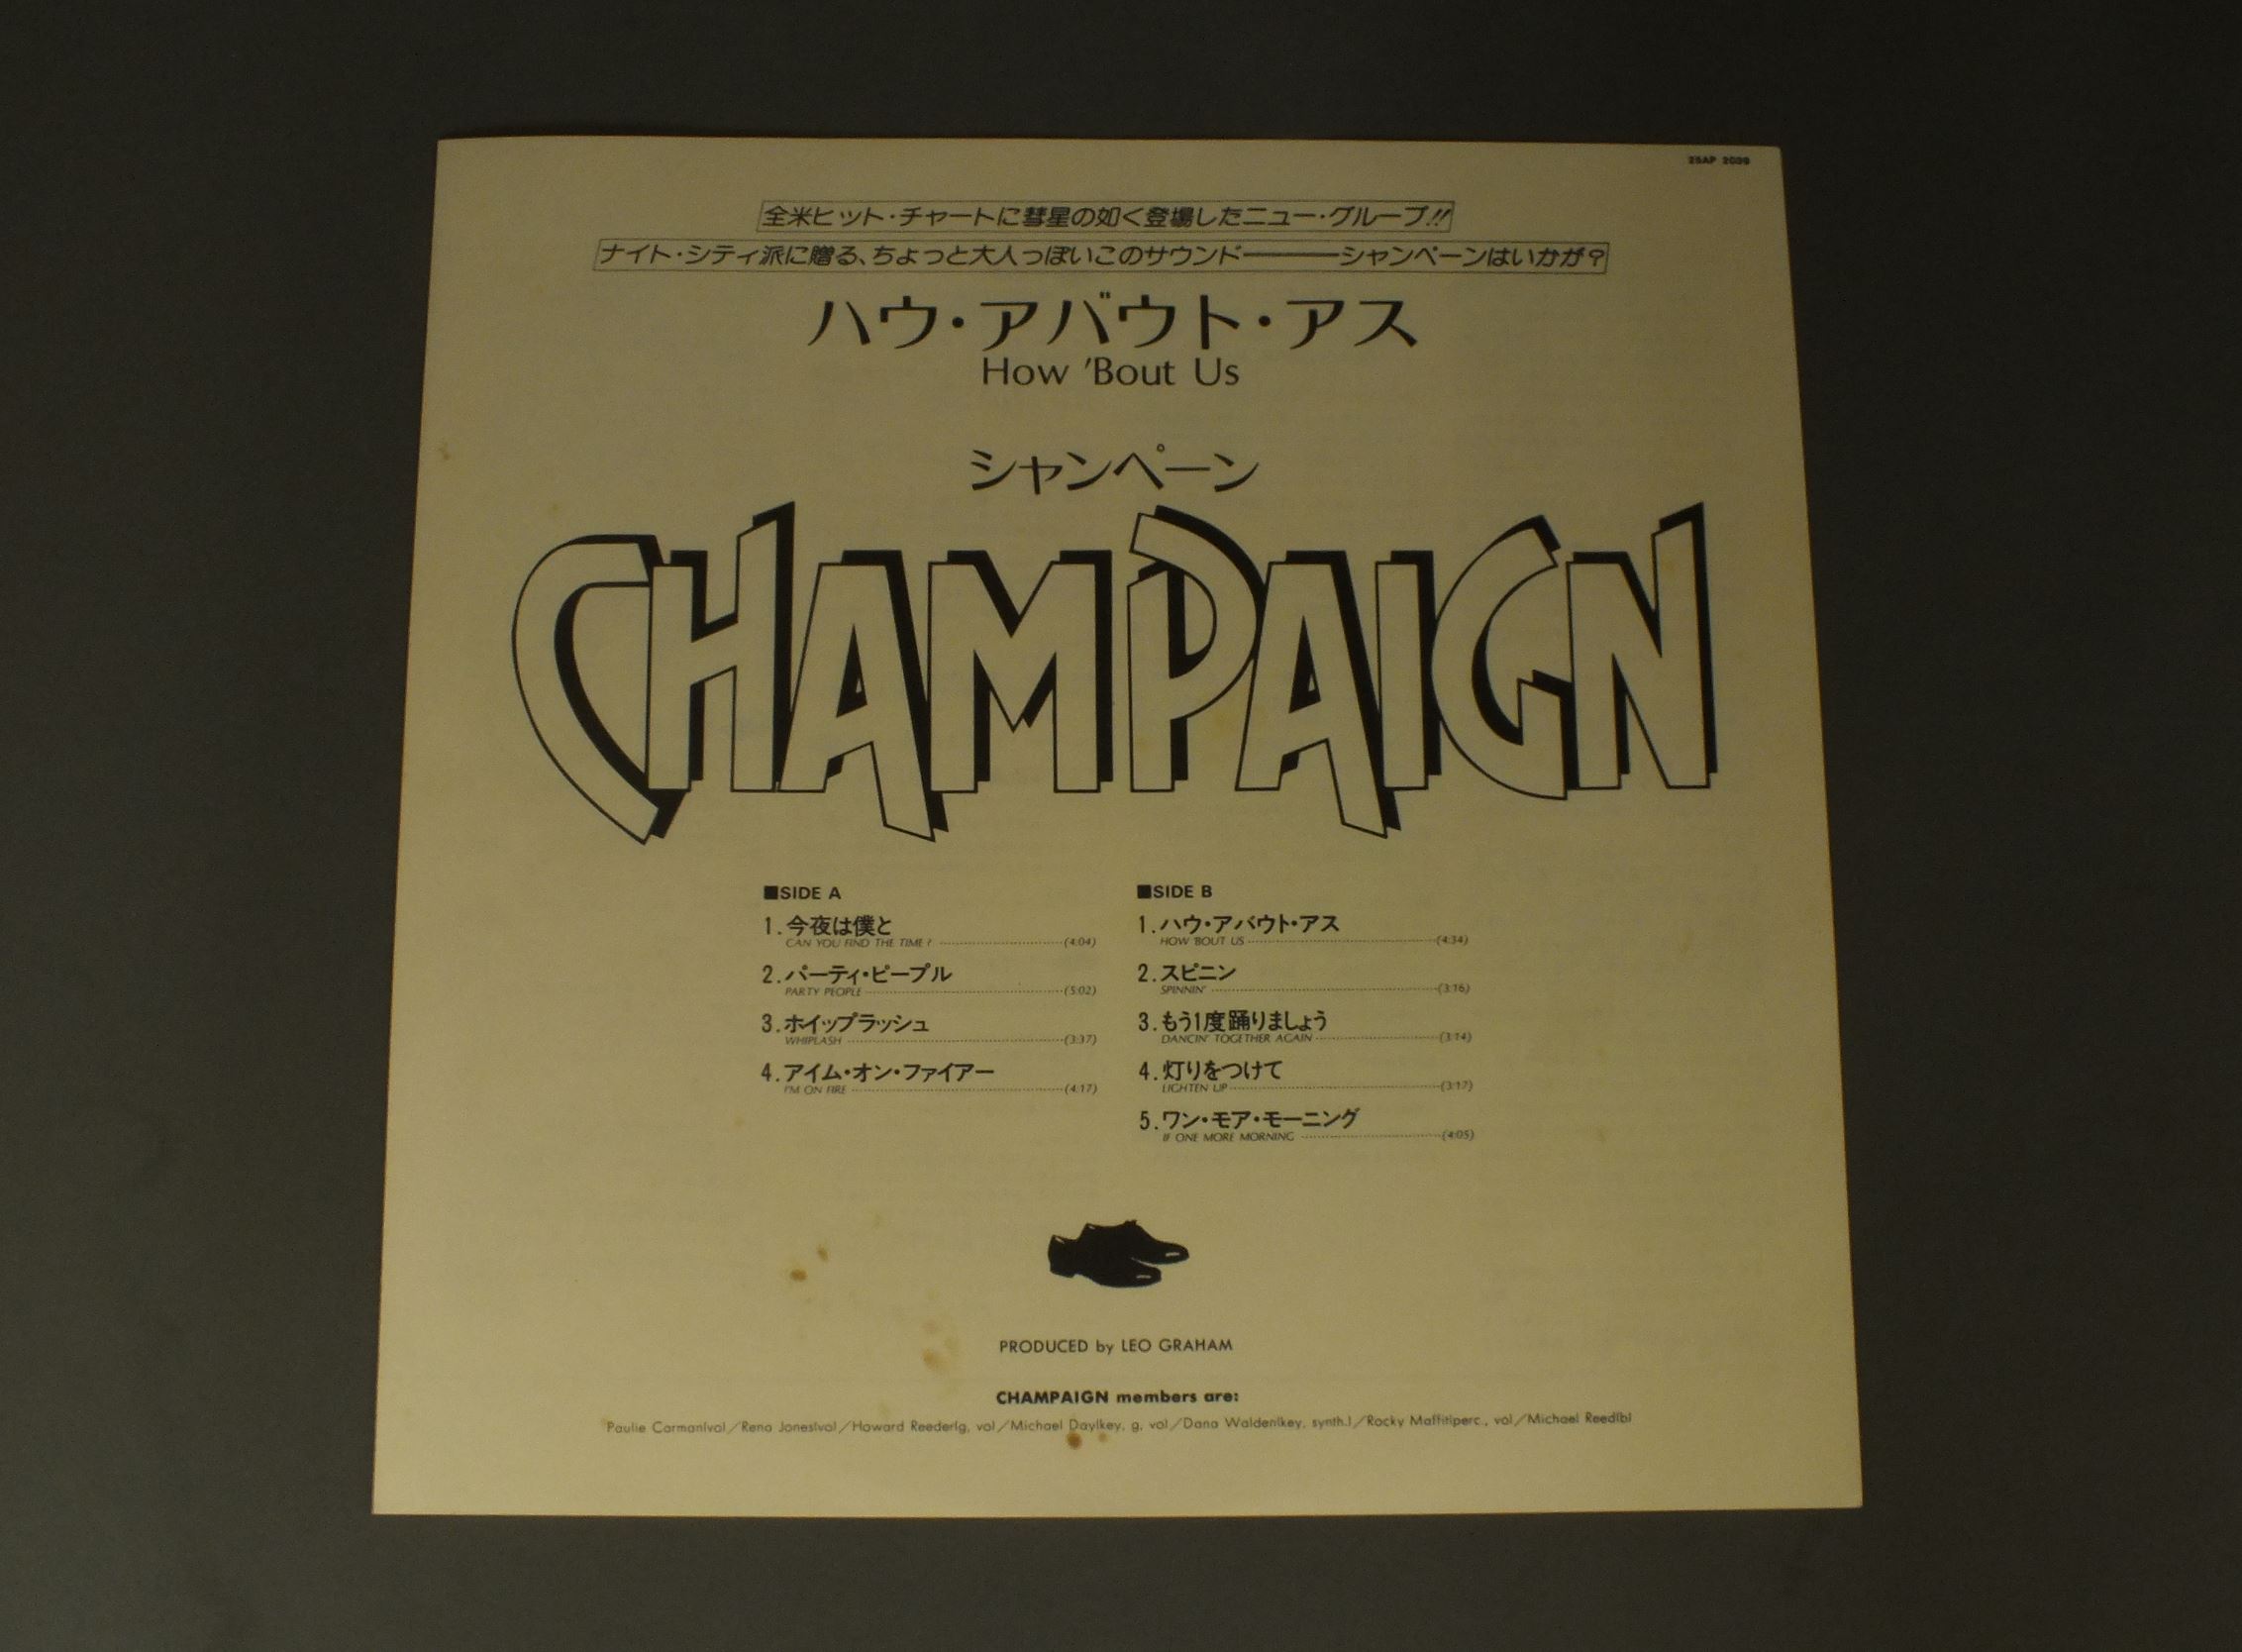 25AP 2039
全米ヒット・チャートに彗星の如く登場したニュー・グループ!!
ナイト・シティ派に贈る、ちょっと大人っぽいこのサウンド————シャンペーンはいかが?
ハウ・アバウト・アス
How 'Bout Us
シャンペーン
CHAMPAIGN
■SIDE A
1.今夜は僕と
CAN YOU FIND THE TIME? (4:04)
2.パーティ・ピープル
PARTY PEOPLE (5:02)
3.ホイップラッシュ
WHIPLASH (3:37)
4.アイム・オン・ファイアー
I'M ON FIRE (4:17)
■SIDE B
1.ハウ・アバウト・アス
HOW 'BOUT US (4:34)
2.スピニン
SPINNIN' (3:16)
3.もう1度踊りましょう
DANCIN' TOGETHER AGAIN (3:14)
4.灯りをつけて
LIGHTEN UP (3:17)
5.ワン・モア・モーニング
IF ONE MORE MORNING (4:05)
PRODUCED by LEO GRAHAM
CHAMPAIGN members are:
Paulie Carman(vo)/Rena Jones(vo)/Howard Reeder(g, vo)/Michael Day(key, g, vo)/Dana Walden(key, synth.)/Rocky Maffit(perc., vo)/Michael Reed(b)